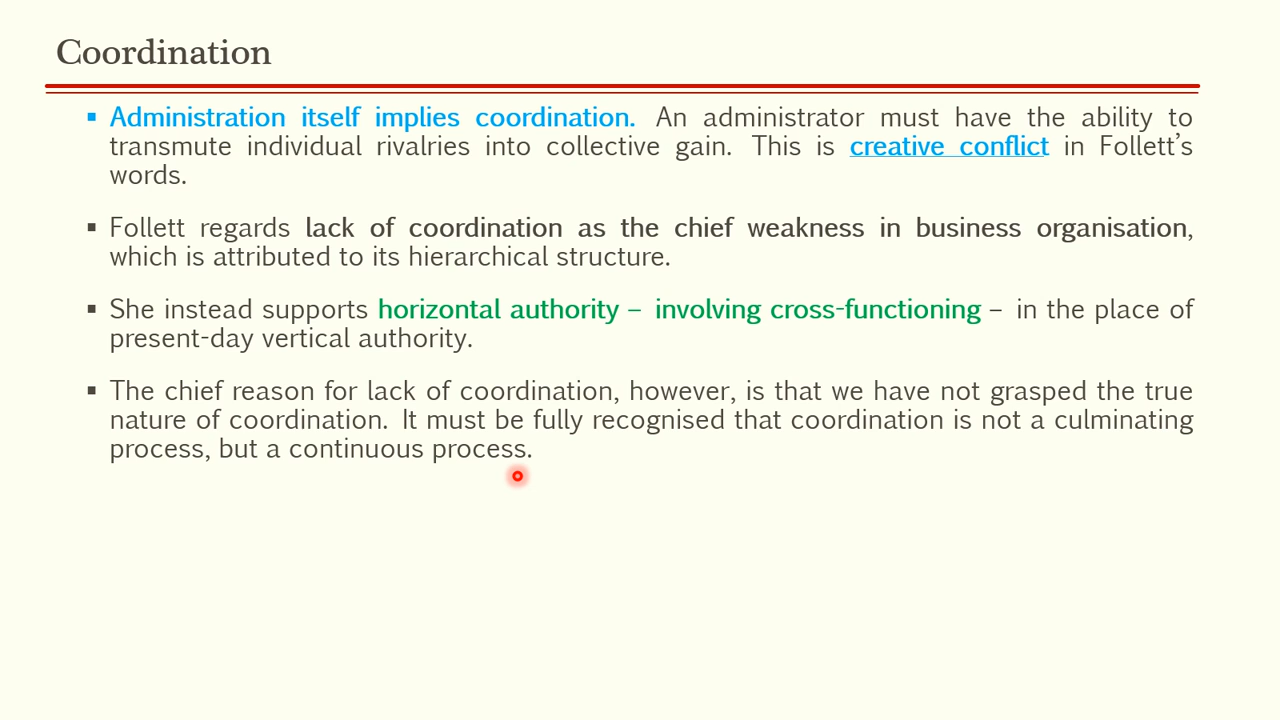 Coordination
▪ Administration itself implies coordination. An administrator must have the ability to
transmute individual rivalries into collective gain. This is creative conflict in Follett’s
words.
▪ Follett regards lack of coordination as the chief weakness in business organisation,
which is attributed to its hierarchical structure.
▪ She instead supports horizontal authority – involving cross-functioning – in the place of
present-day vertical authority.
▪ The chief reason for lack of coordination, however, is that we have not grasped the true
nature of coordination. It must be fully recognised that coordination is not a culminating
process, but a continuous process.